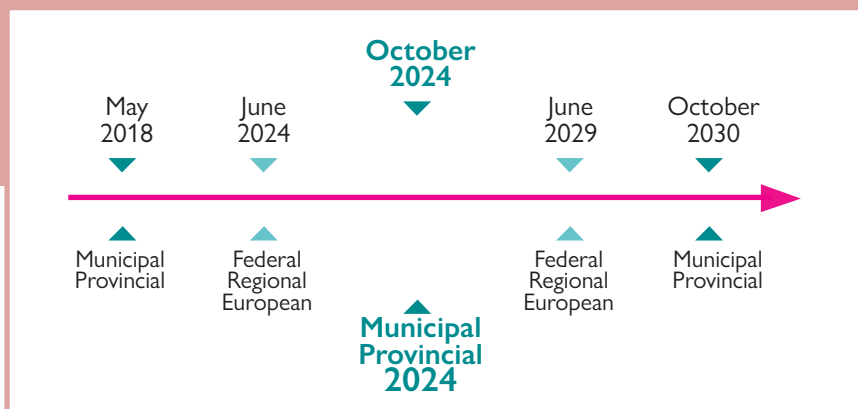 October
2024
May
2018
June
2024
June
2029
October
2030
Municipal
Provincial
Federal
Regional
European
Federal
Regional
European
Municipal
Provincial
Municipal
Provincial
2024